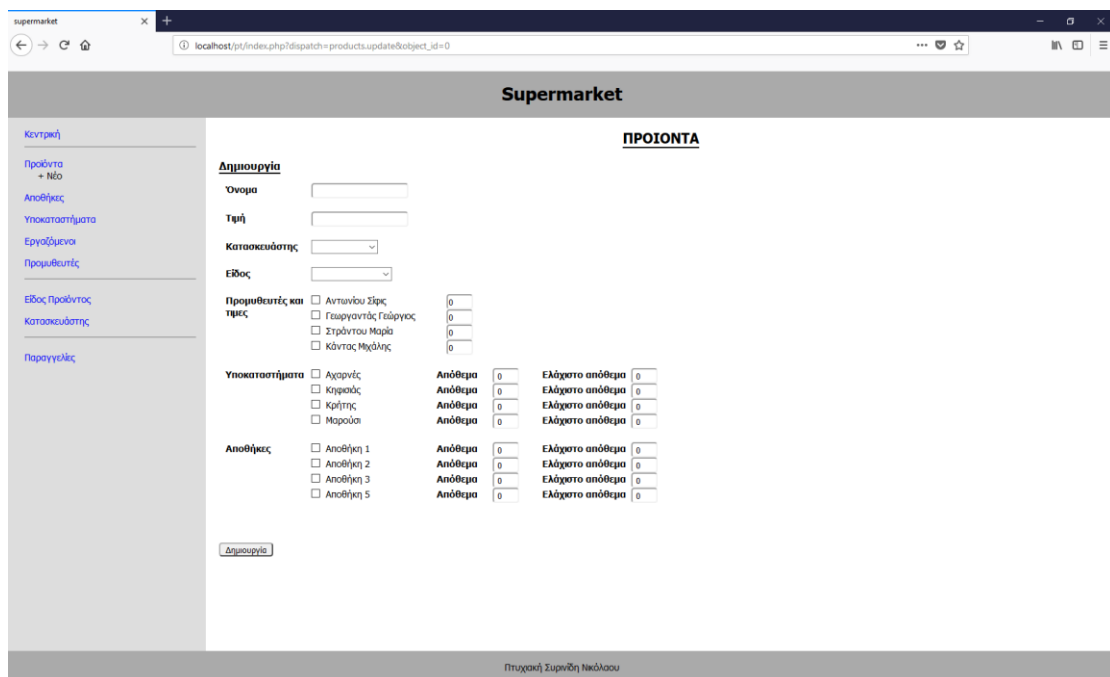 supermarket
localhost/pt/index.php?dispatch=products.update&object_id=0
Supermarket
Κεντρική
Προϊόντα
+ Νέο
Αποθήκες
Υποκαταστήματα
Εργαζόμενοι
Προμυθευτές
Είδος Προϊόντος
Κατασκευάστης
Παραγγελίες
ΠΡΟΙΟΝΤΑ
Δημιουργία
Όνομα
Τιμή
Κατασκευάστης
Είδος
Προμυθευτές και τιμες
Αντωνίου Σίφις 0
Γεωργαντάς Γεώργιος 0
Στράντου Μαρία 0
Κάντας Μιχάλης 0
Υποκαταστήματα
Αχαρνές Απόθεμα 0 Ελάχιστο απόθεμα 0
Κηφισιάς Απόθεμα 0 Ελάχιστο απόθεμα 0
Κρήτης Απόθεμα 0 Ελάχιστο απόθεμα 0
Μαρούσι Απόθεμα 0 Ελάχιστο απόθεμα 0
Αποθήκες
Αποθήκη 1 Απόθεμα 0 Ελάχιστο απόθεμα 0
Αποθήκη 2 Απόθεμα 0 Ελάχιστο απόθεμα 0
Αποθήκη 3 Απόθεμα 0 Ελάχιστο απόθεμα 0
Αποθήκη 5 Απόθεμα 0 Ελάχιστο απόθεμα 0
Δημιουργία
Πτυχιακή Συρινίδη Νικόλαου